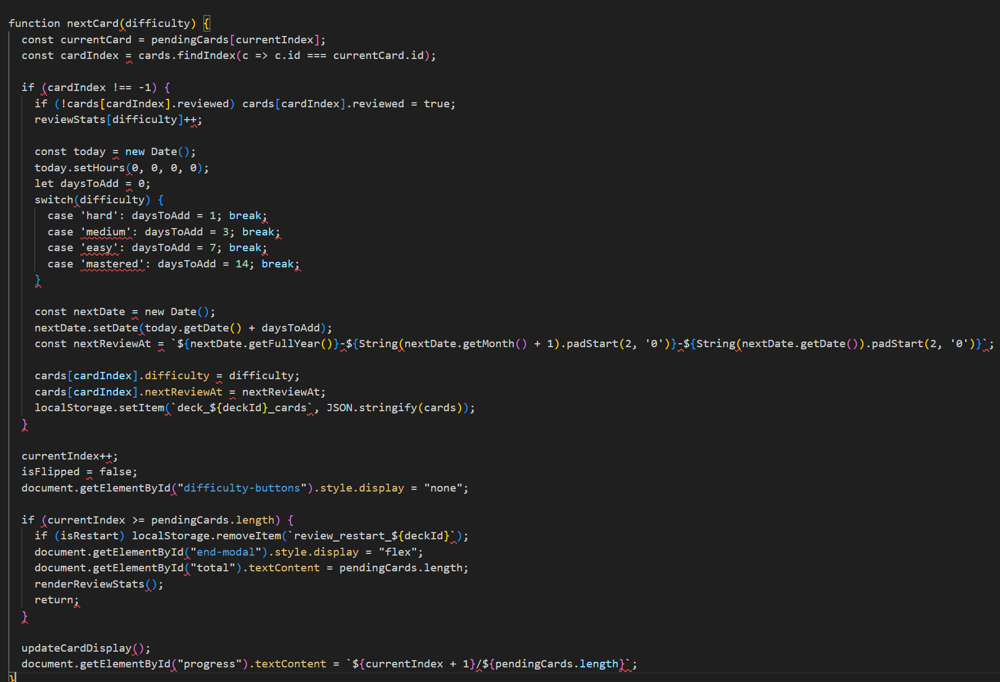 function nextCard(difficulty) {
  const currentCard = pendingCards[currentIndex];
  const cardIndex = cards.findIndex(c => c.id === currentCard.id);

  if (cardIndex !== -1) {
    if (!cards[cardIndex].reviewed) cards[cardIndex].reviewed = true;
    reviewStats[difficulty]++;

    const today = new Date();
    today.setHours(0, 0, 0, 0);
    let daysToAdd = 0;
    switch(difficulty) {
      case 'hard': daysToAdd = 1; break;
      case 'medium': daysToAdd = 3; break;
      case 'easy': daysToAdd = 7; break;
      case 'mastered': daysToAdd = 14; break;
    }

    const nextDate = new Date();
    nextDate.setDate(today.getDate() + daysToAdd);
    const nextReviewAt = `${nextDate.getFullYear()}-${String(nextDate.getMonth() + 1).padStart(2, '0')}-${String(nextDate.getDate()).padStart(2, '0')}`;

    cards[cardIndex].difficulty = difficulty;
    cards[cardIndex].nextReviewAt = nextReviewAt;
    localStorage.setItem(`deck_${deckId}_cards`, JSON.stringify(cards));
  }

  currentIndex++;
  isFlipped = false;
  document.getElementById("difficulty-buttons").style.display = "none";

  if (currentIndex >= pendingCards.length) {
    if (isRestart) localStorage.removeItem(`review_restart_${deckId}`);
    document.getElementById("end-modal").style.display = "flex";
    document.getElementById("total").textContent = pendingCards.length;
    renderReviewStats();
    return;
  }

  updateCardDisplay();
  document.getElementById("progress").textContent = `${currentIndex + 1}/${pendingCards.length}`;
}